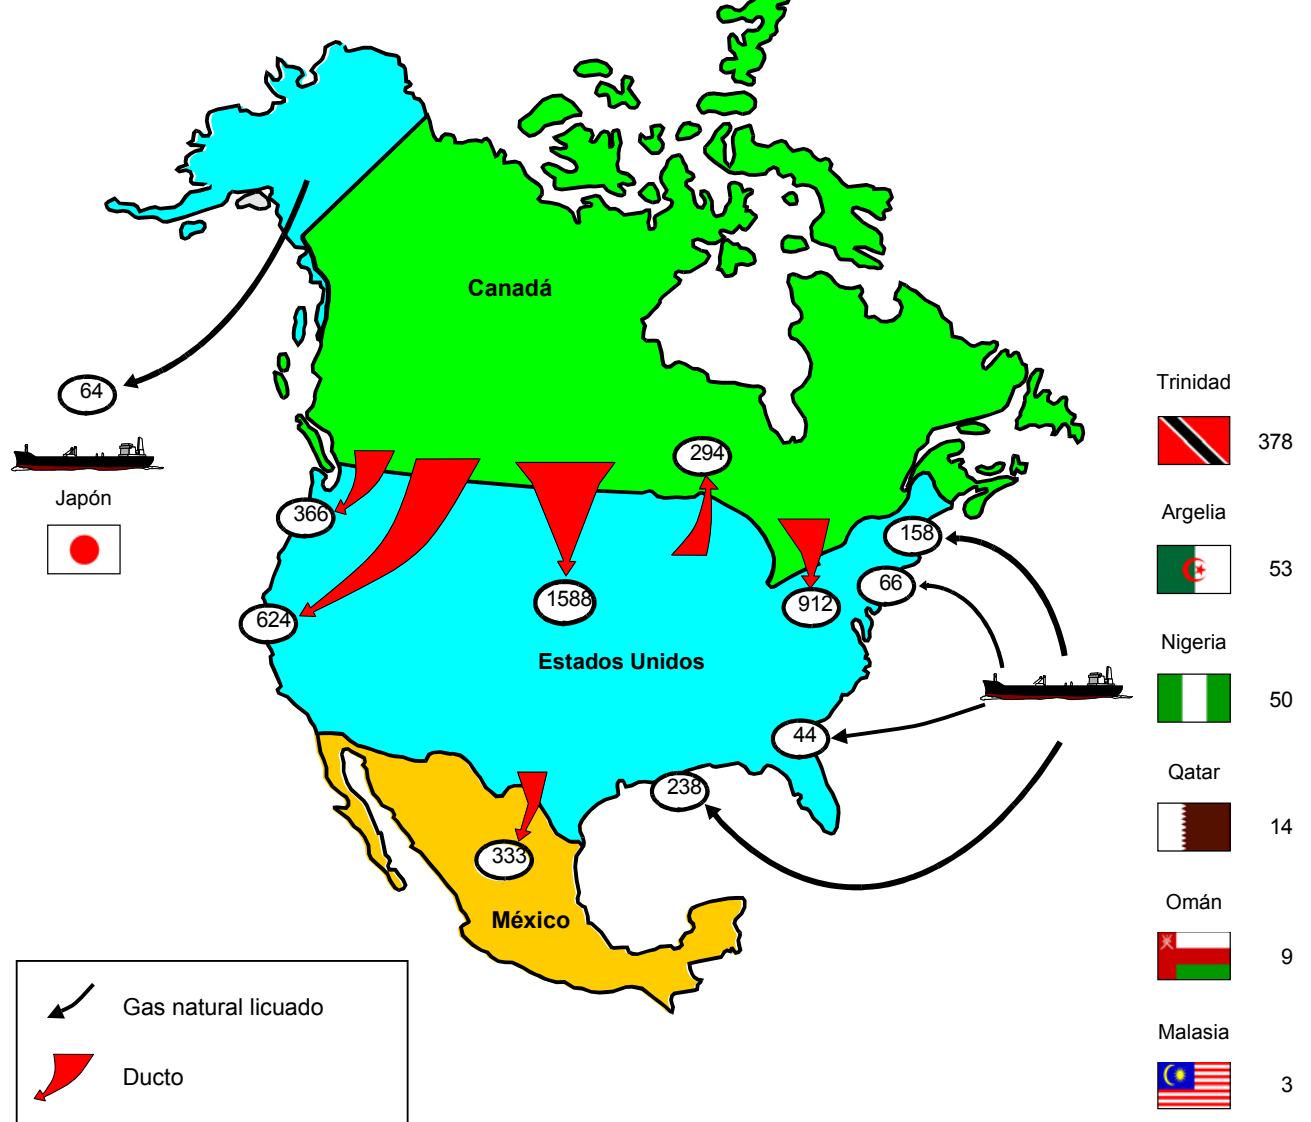 Canadá
64
Japón
294
366
624
1588
912
158
66
Estados Unidos
44
238
333
México
Trinidad
378
Argelia
53
Nigeria
50
Qatar
14
Omán
9
Malasia
3
Gas natural licuado
Ducto